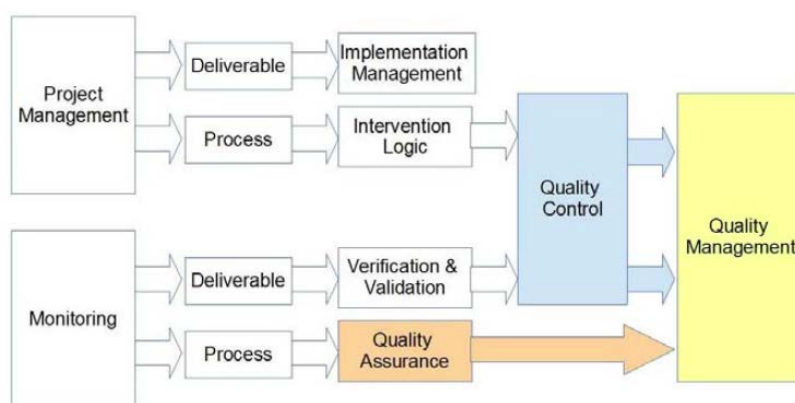 Project
Management
Deliverable
Implementation
Management
Process
Intervention
Logic
Monitoring
Deliverable
Verification &
Validation
Process
Quality
Assurance
Quality
Control
Quality
Management